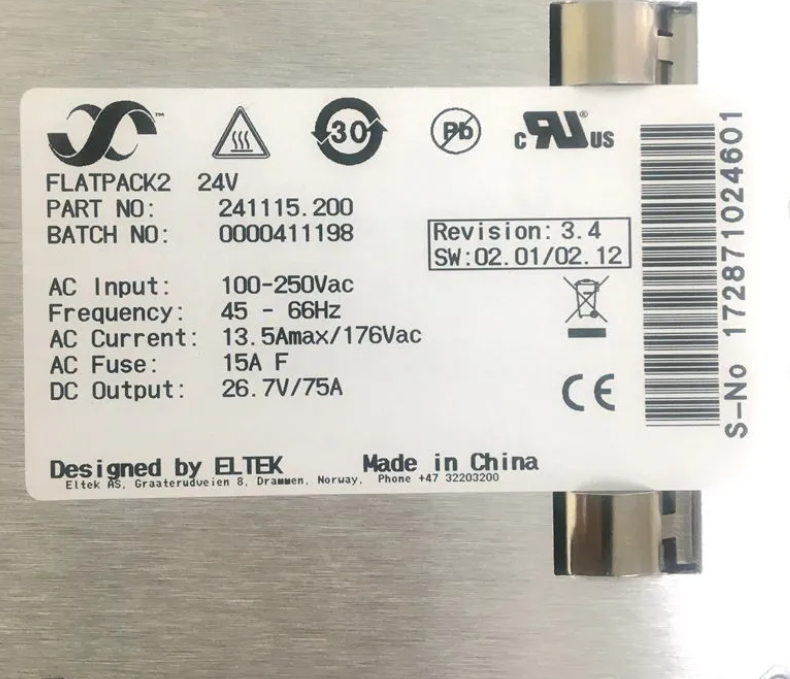 ™
30
Pb
c RU® US
FLATPACK2 24V
PART NO: 241115.200
BATCH NO: 0000411198
Revision: 3.4
SW:02.01/02.12
AC Input: 100-250Vac
Frequency: 45 - 66Hz
AC Current: 13.5Amax/176Vac
AC Fuse: 15A F
DC Output: 26.7V/75A
CE
Designed by ELTEK Made in China
Eltek AS, Graaterudveien 8, Drammen, Norway, Phone +47 32203200
S-No 172871024601